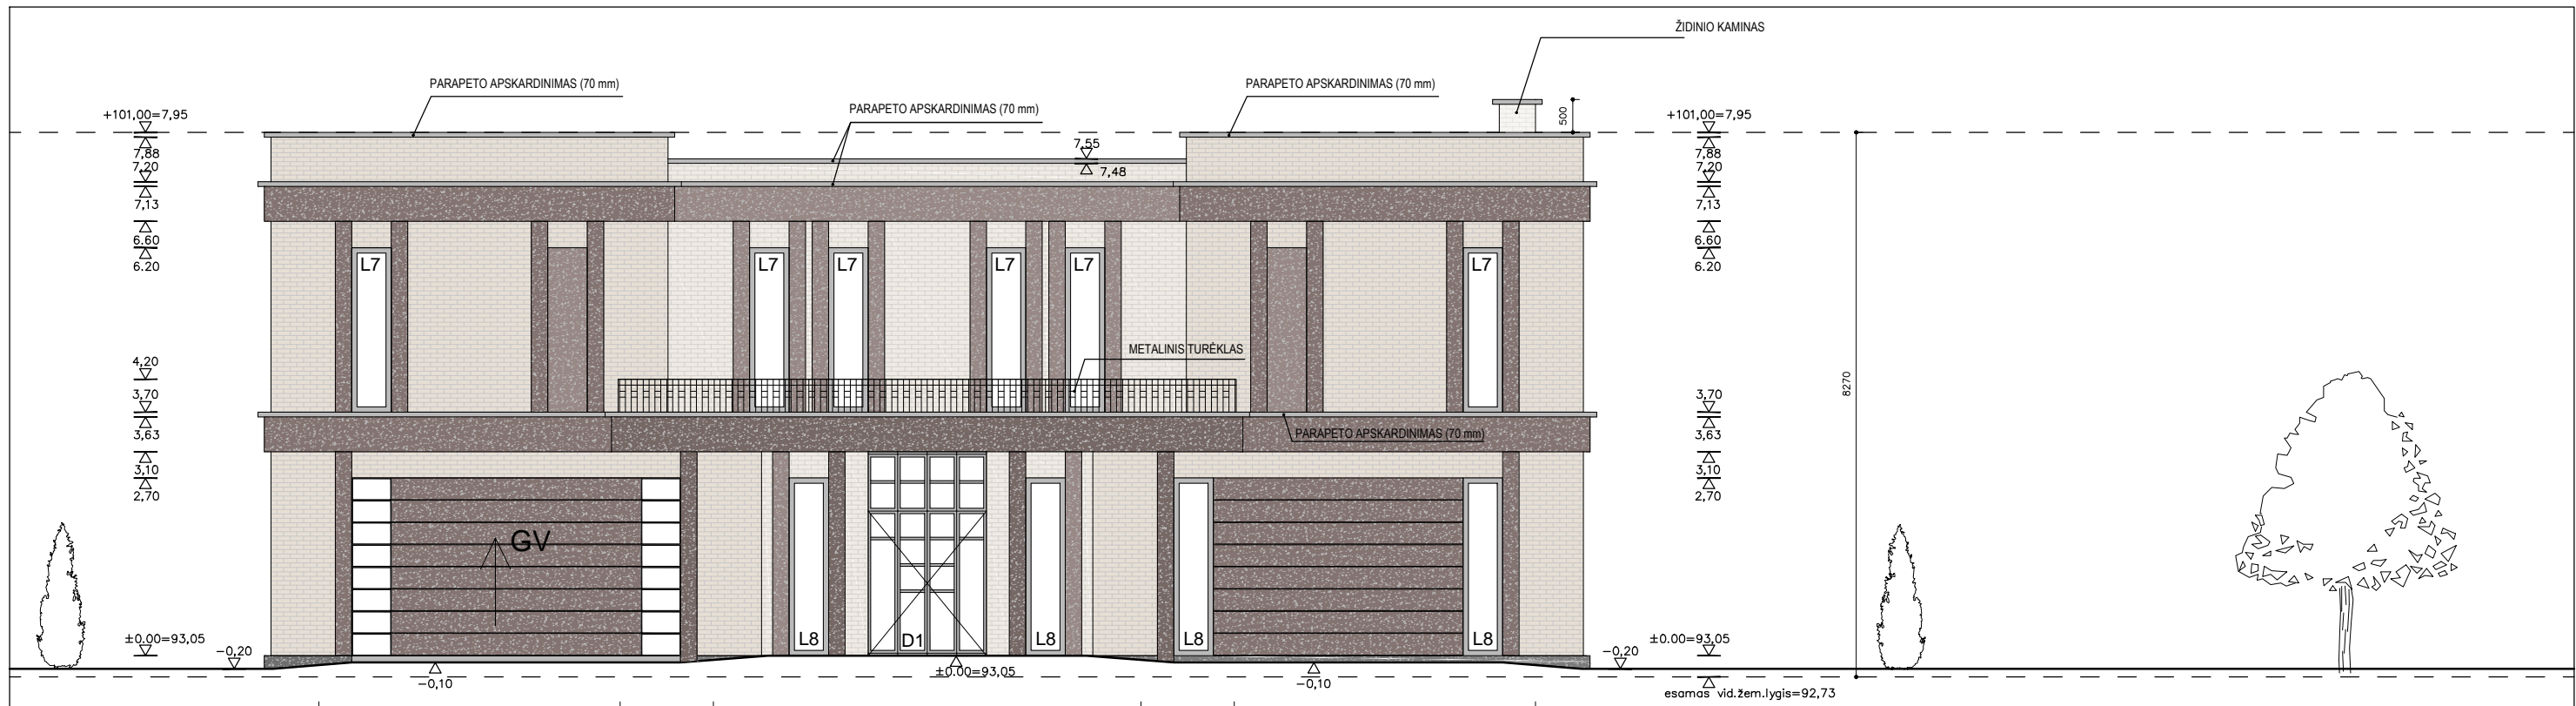 ŽIDINIO KAMINAS
PARAPETO APSKARDINIMAS (70 mm)
PARAPETO APSKARDINIMAS (70 mm)
PARAPETO APSKARDINIMAS (70 mm)
+101,00=7,95
+101,00=7,95
500
7,88
7,20
7,13
6.60
6.20
7,55
7,48
7,88
7,20
7,13
6.60
6.20
L7
L7
L7
L7
L7
L7
METALINIS TURĖKLAS
4,20
3,70
3,63
3,10
2,70
3,70
3,63
3,10
2,70
8270
PARAPETO APSKARDINIMAS (70 mm)
GV
L8
D1
L8
L8
L8
±0.00=93,05
-0,20
±0.00=93,05
-0,20
-0,10
±0.00=93,05
-0,10
esamas vid.žem.lygis=92,73